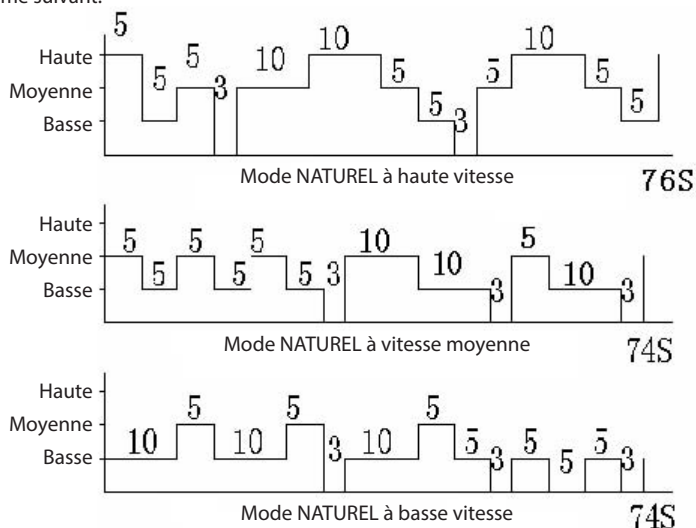 me suivant.
5 5 5 3 10 10 5 5 3 5 10 5 5
Haute
Moyenne
Basse
Mode NATUREL à haute vitesse
76S
5 5 5 5 5 5 3 10 10 3 5 10 3
Haute
Moyenne
Basse
Mode NATUREL à vitesse moyenne
74S
10 5 10 5 3 10 5 5 3 5 5 5 3
Haute
Moyenne
Basse
Mode NATUREL à basse vitesse
74S